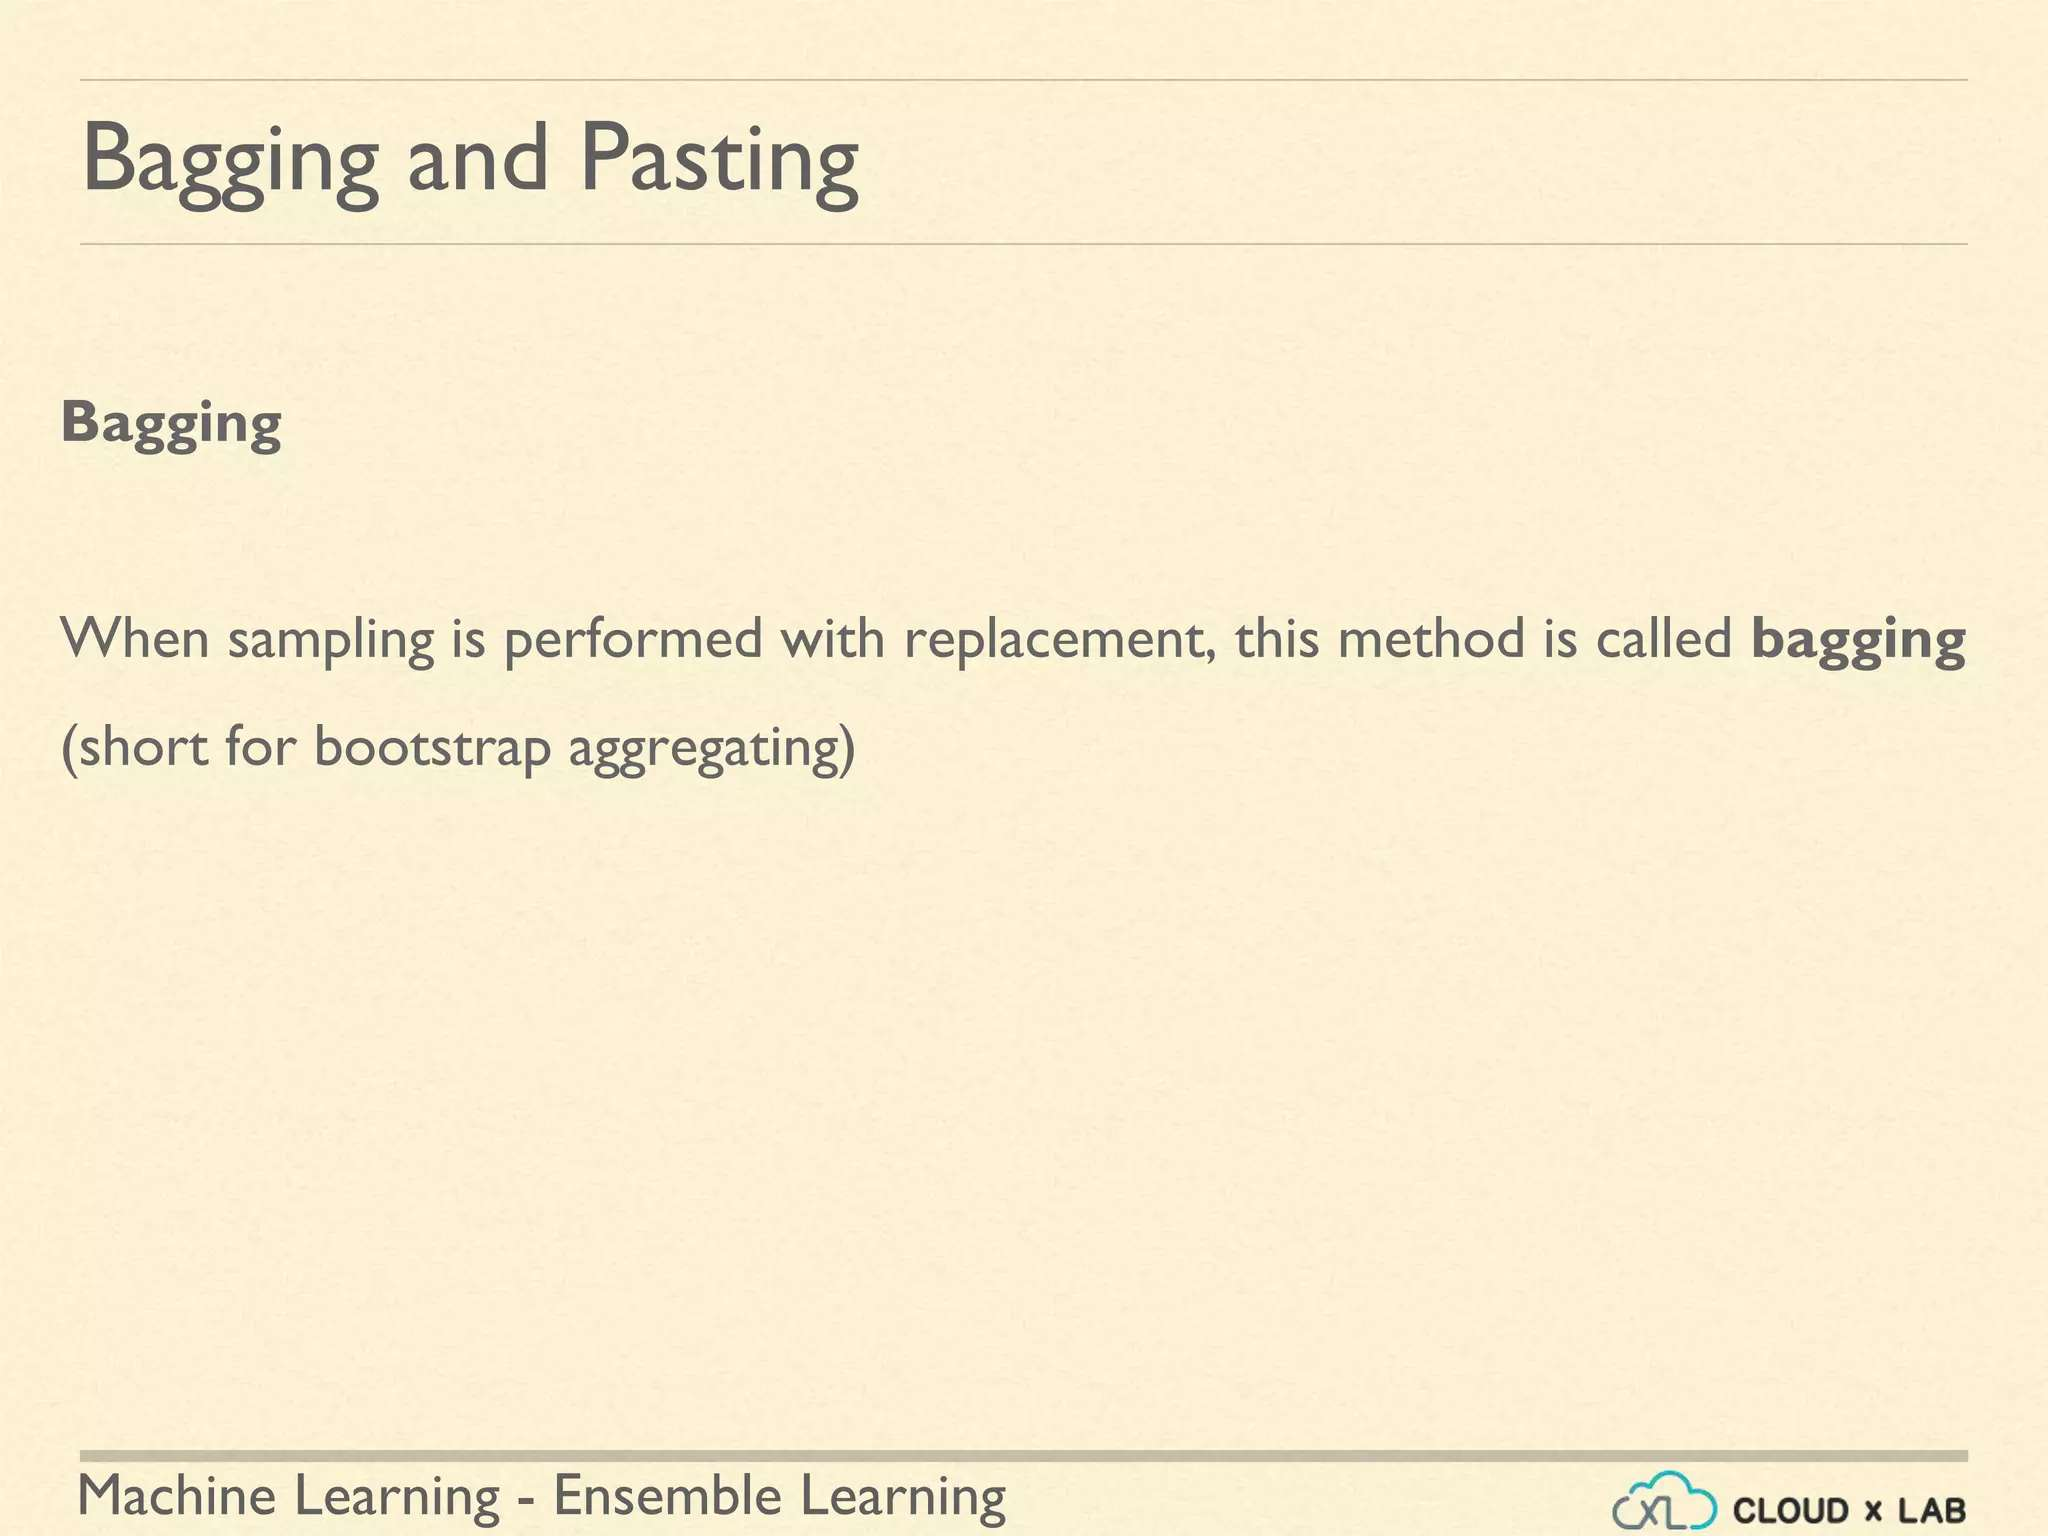 Bagging and Pasting
Bagging
When sampling is performed with replacement, this method is called bagging
(short for bootstrap aggregating)
Machine Learning - Ensemble Learning
CXL CLOUD x LAB